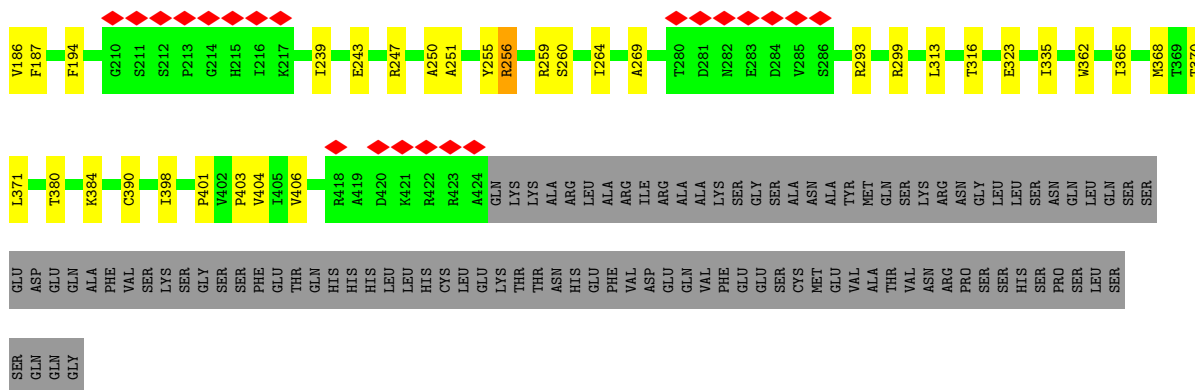 V186 F187 F194 G210 S211 S212 P213 G214 H215 I216 K217 I239 E243 R247 A250 A251 Y255 R256 R259 S260 I264 A269 T280 D281 N282 E283 D284 V285 S286 R293 R299 L313 T316 E323 I335 W362 I365 M368 T369 T370
L371 T380 K384 C390 I398 P401 V402 P403 V404 I405 V406 R418 A419 D420 K421 R422 R423 A424 GLN LYS LYS ALA ARG LEU ALA ARG ILE ARG ALA ALA LYS SER GLY SER ALA ASN ALA TYR MET GLN SER LYS ARG ASN GLY LEU LEU SER ASN GLN LEU GLN SER SER
GLU ASP GLU GLN ALA PHE VAL SER LYS SER GLY SER SER PHE GLU THR GLN HIS HIS HIS LEU LEU HIS CYS LEU GLU LYS THR THR ASN HIS GLU PHE VAL ASP GLU GLN VAL PHE GLU GLU SER CYS MET GLU VAL ALA THR VAL ASN ARG PRO SER SER HIS SER PRO SER LEU SER
SER GLN GLN GLY